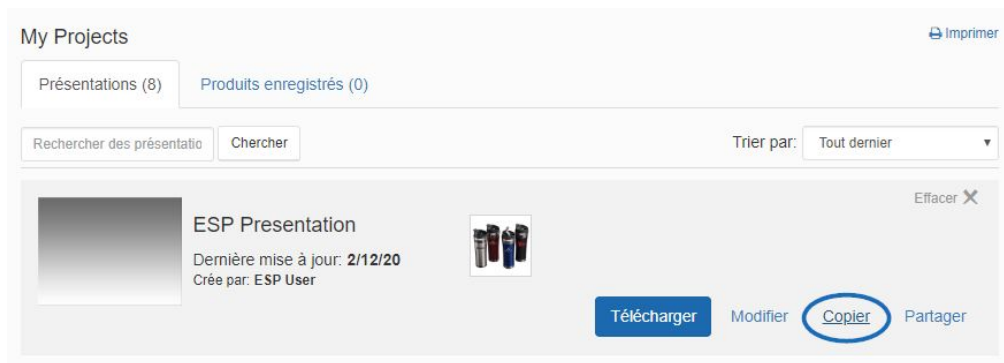 My Projects
Imprimer
Présentations (8)
Produits enregistrés (0)
Rechercher des présentatio
Chercher
Trier par:
Tout dernier
Effacer
ESP Presentation
Dernière mise à jour: 2/12/20
Crée par: ESP User
Télécharger
Modifier
Copier
Partager